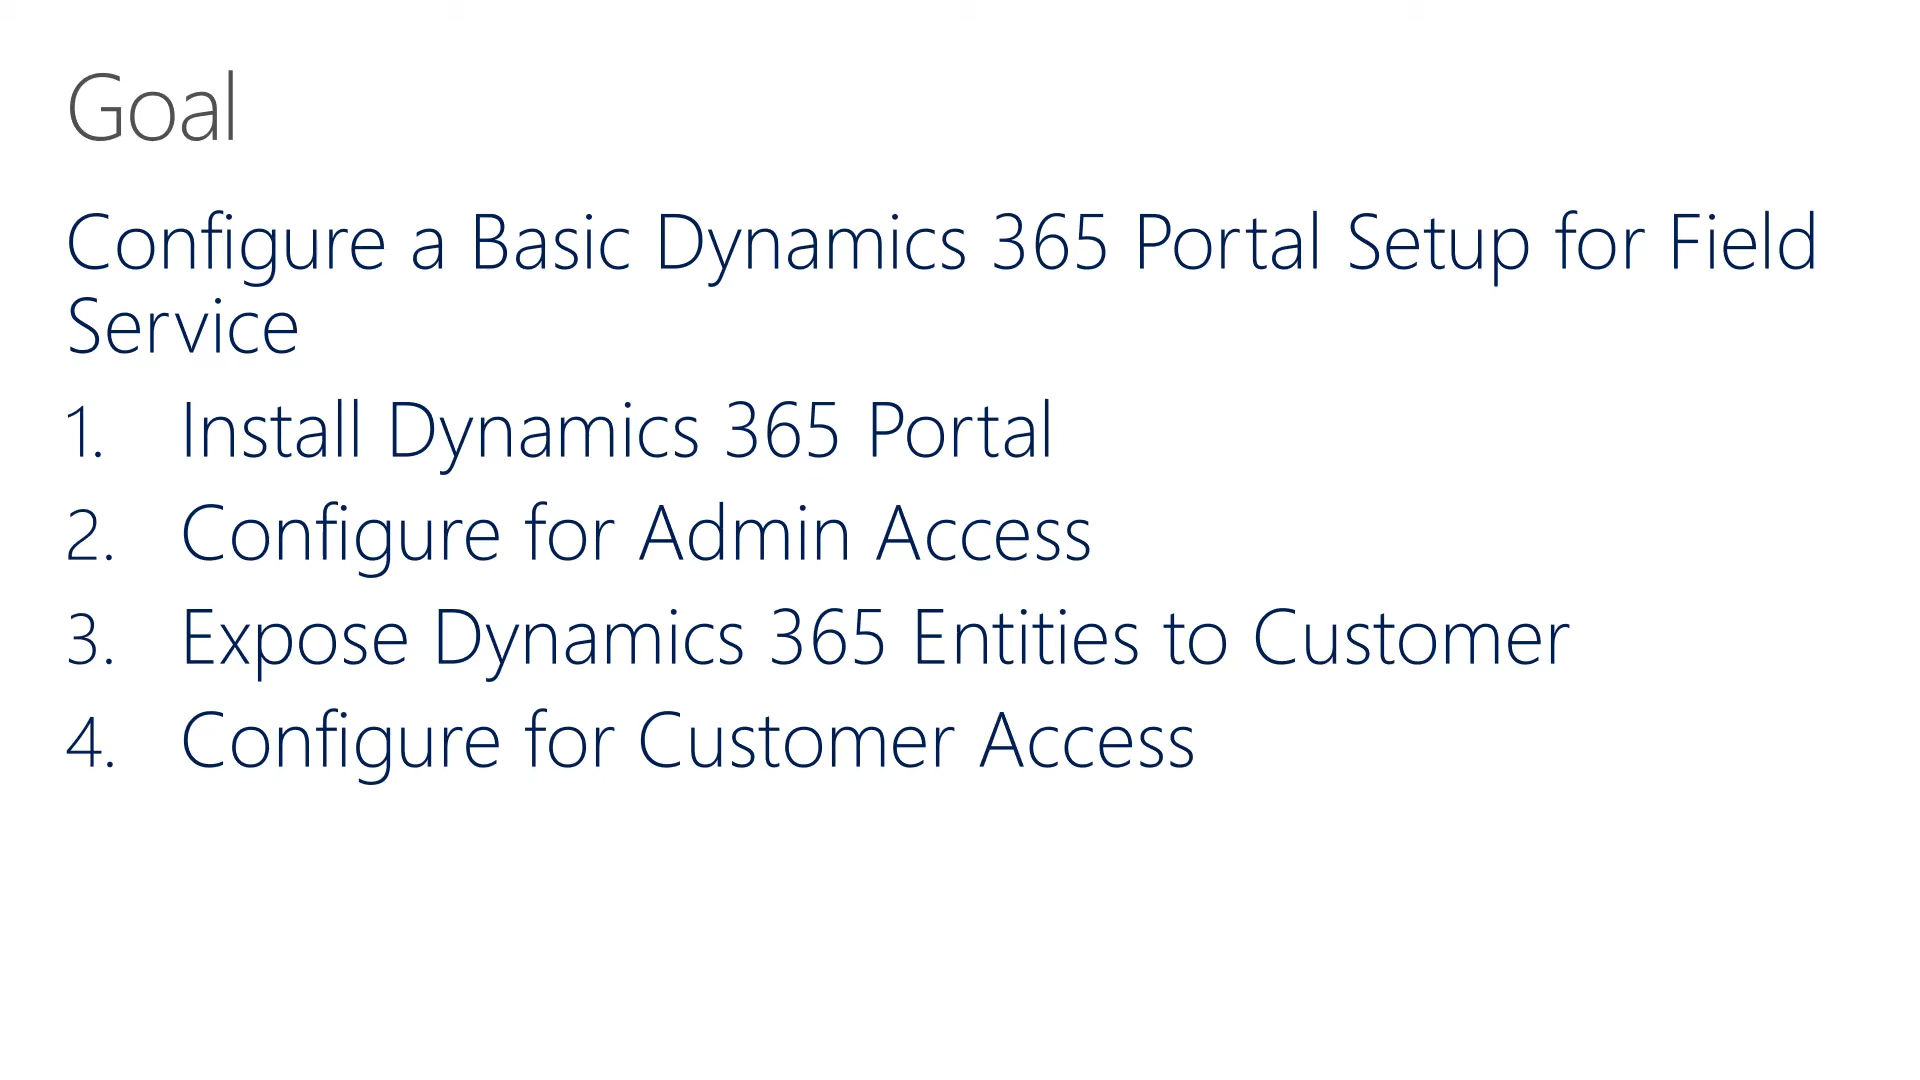 Goal
Configure a Basic Dynamics 365 Portal Setup for Field
Service
1. Install Dynamics 365 Portal
2. Configure for Admin Access
3. Expose Dynamics 365 Entities to Customer
4. Configure for Customer Access